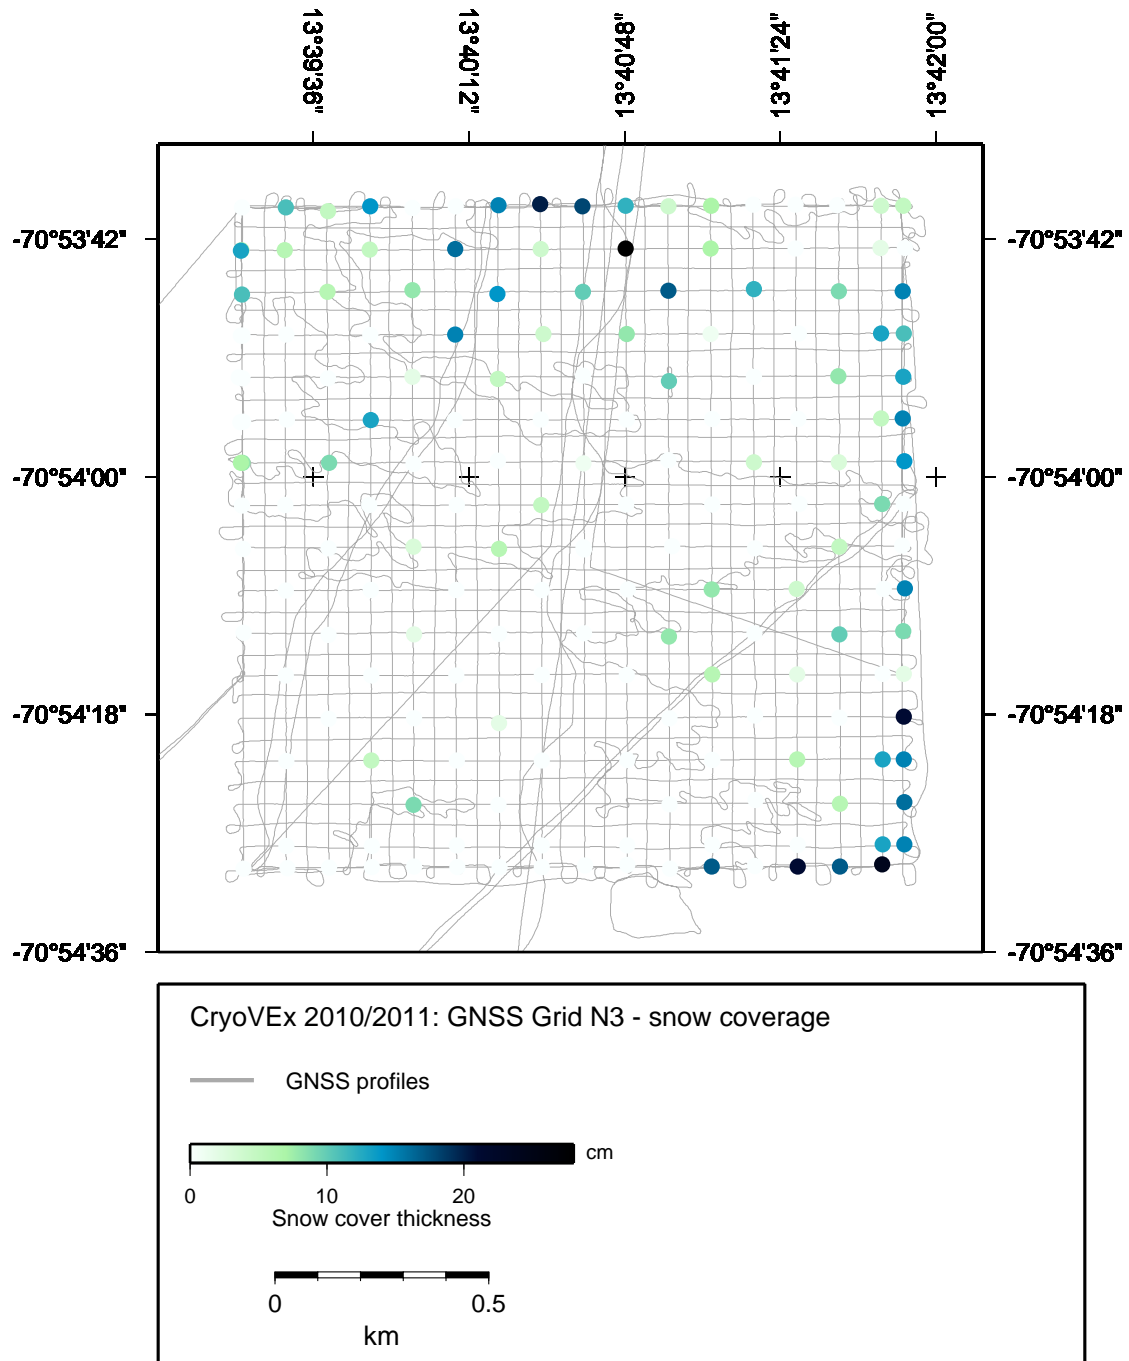 13°39'36" 13°40'12" 13°40'48" 13°41'24" 13°42'00"
-70°53'42" -70°53'42"
-70°54'00" -70°54'00"
-70°54'18" -70°54'18"
-70°54'36" -70°54'36"
CryoVEx 2010/2011: GNSS Grid N3 - snow coverage
GNSS profiles
cm
0 10 20
Snow cover thickness
0 0.5
km